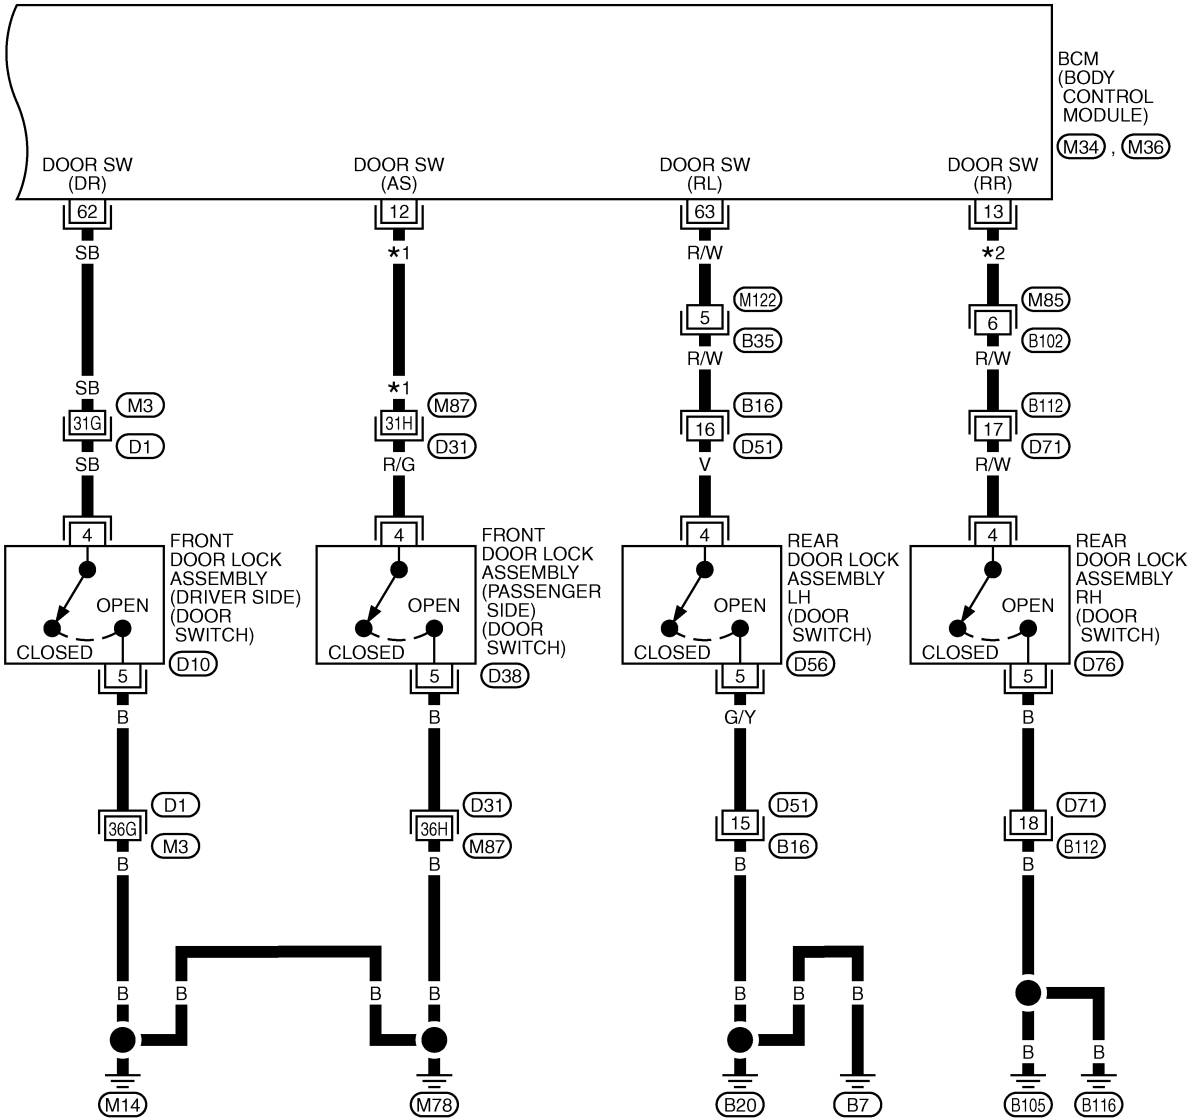 BCM
(BODY
CONTROL
MODULE)
M34 , M36
DOOR SW
(DR)
DOOR SW
(AS)
DOOR SW
(RL)
DOOR SW
(RR)
62
12
63
13
SB
*1
R/W
*2
5
M122
B35
6
M85
B102
R/W
R/W
SB
*1
31G
M3
D1
31H
M87
D31
16
B16
D51
17
B112
D71
SB
R/G
V
R/W
4
4
4
4
FRONT
DOOR LOCK
ASSEMBLY
(DRIVER SIDE)
(DOOR
SWITCH)
D10
OPEN
CLOSED
FRONT
DOOR LOCK
ASSEMBLY
(PASSENGER
SIDE)
(DOOR
SWITCH)
D38
OPEN
CLOSED
REAR
DOOR LOCK
ASSEMBLY
LH
(DOOR
SWITCH)
D56
OPEN
CLOSED
REAR
DOOR LOCK
ASSEMBLY
RH
(DOOR
SWITCH)
D76
OPEN
CLOSED
5
5
5
5
B
B
G/Y
B
36G
D1
M3
36H
D31
M87
15
D51
B16
18
D71
B112
B
B
B
B
B
B
B
B
B
B
B
B
B
M14
M78
B20
B7
B105
B116